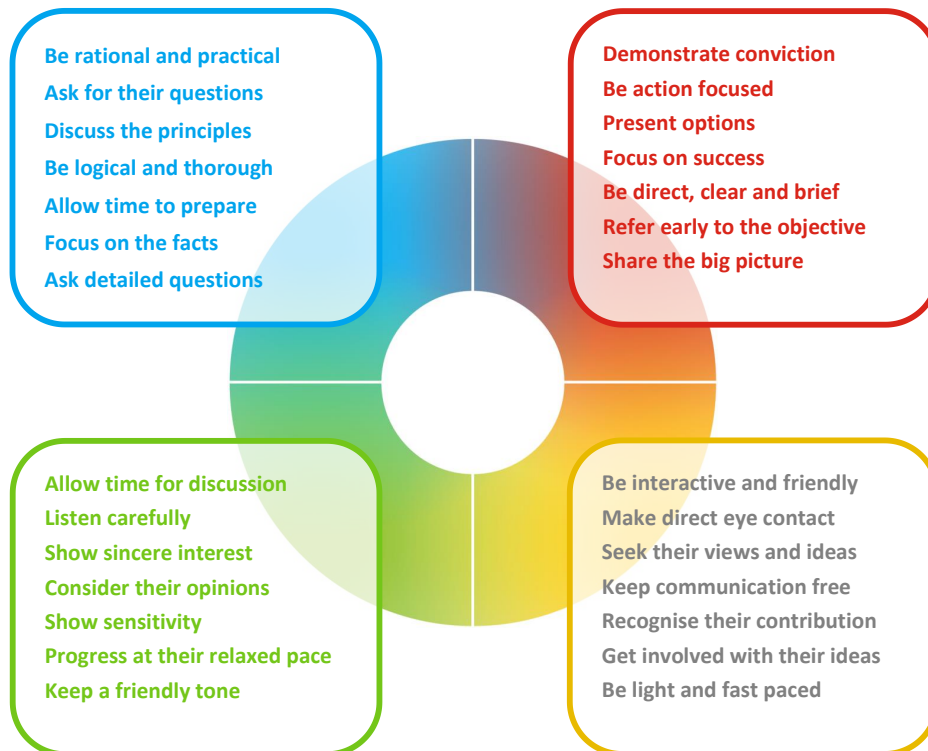 Be rational and practical
Ask for their questions
Discuss the principles
Be logical and thorough
Allow time to prepare
Focus on the facts
Ask detailed questions
Demonstrate conviction
Be action focused
Present options
Focus on success
Be direct, clear and brief
Refer early to the objective
Share the big picture
Allow time for discussion
Listen carefully
Show sincere interest
Consider their opinions
Show sensitivity
Progress at their relaxed pace
Keep a friendly tone
Be interactive and friendly
Make direct eye contact
Seek their views and ideas
Keep communication free
Recognise their contribution
Get involved with their ideas
Be light and fast paced